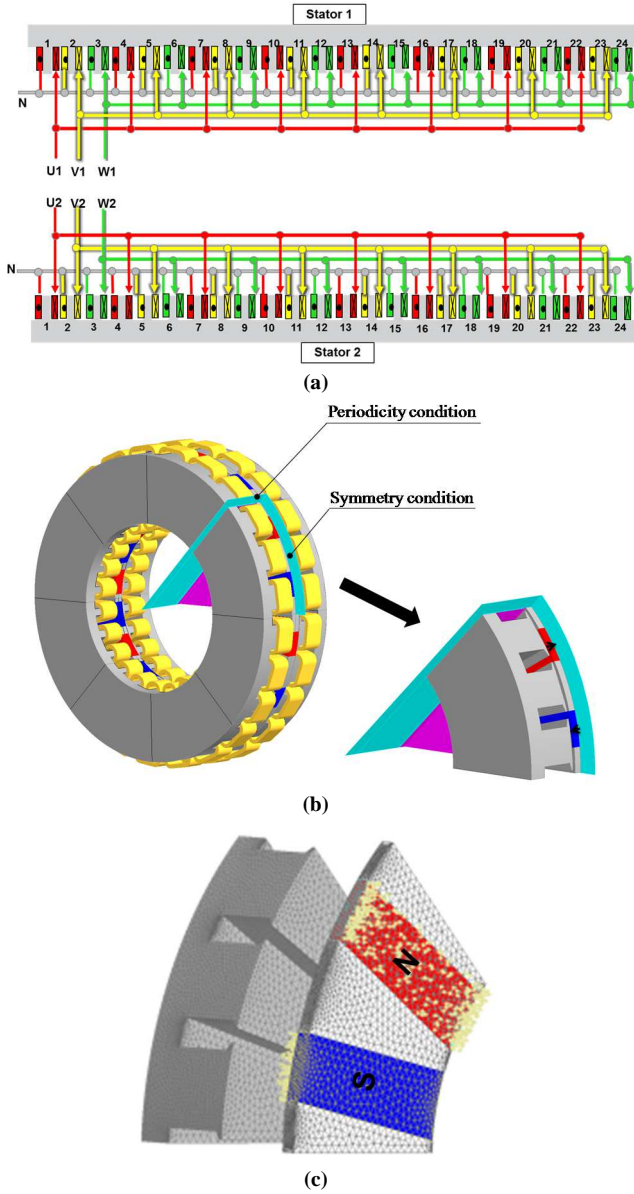 Stator 1
1 2 3 4 5 6 7 8 9 10 11 12 13 14 15 16 17 18 19 20 21 22 23 24
N
U1 V1 W1
U2 V2 W2
N
1 2 3 4 5 6 7 8 9 10 11 12 13 14 15 16 17 18 19 20 21 22 23 24
Stator 2
(a)
Periodicity condition
Symmetry condition
(b)
N
S
(c)